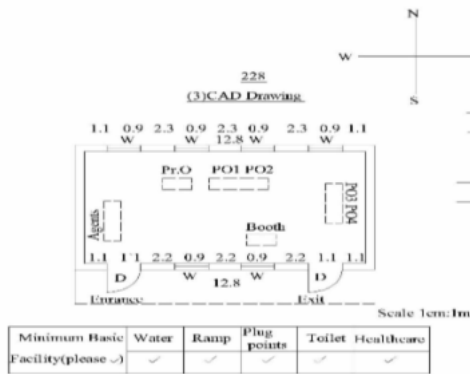 N
W
S
228
(3)CAD Drawing
1.1 0.9 2.3 0.9 2.3 0.9 2.3 0.9 1.1
W W 12.8 W W
Pr.O PO1 PO2
Agents
PO3 PO4
Booth
1.1 1.1 2.2 0.9 2.2 0.9 2.2 1.1 1.1
D W W D
12.8
Entrance Exit
Scale 1cm:1m
Minimum Basic Water Ramp Plug points Toilet Healthcare
Facility(please ✓) ✓ ✓ ✓ ✓ ✓